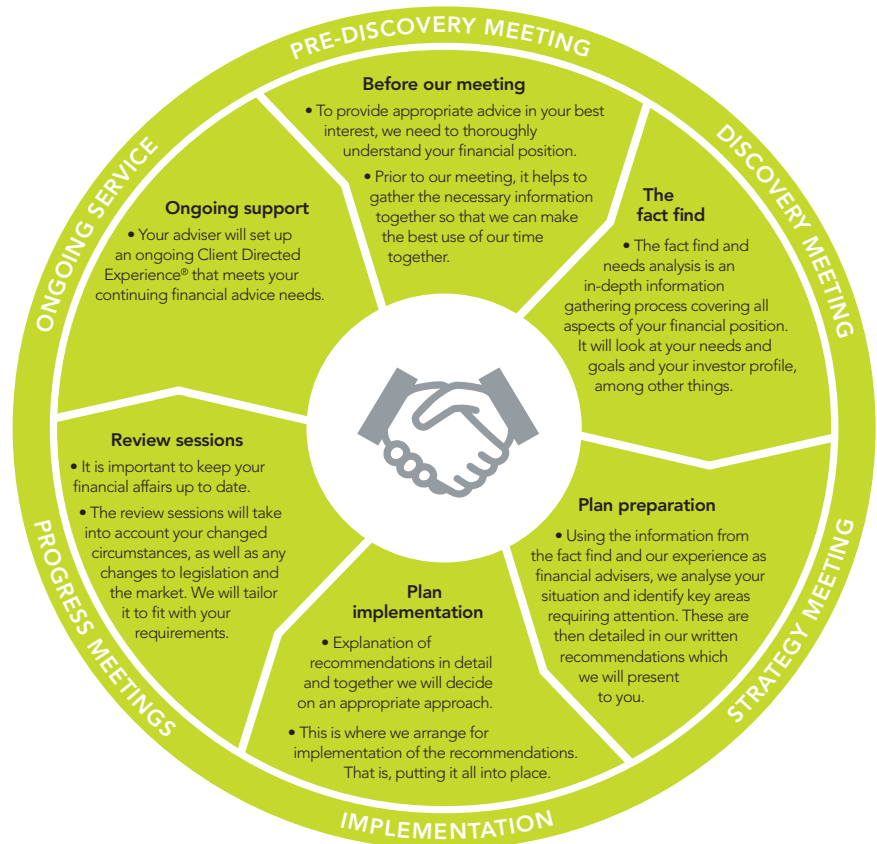 PRE-DISCOVERY MEETING
Before our meeting
• To provide appropriate advice in your best
interest, we need to thoroughly
understand your financial position.
• Prior to our meeting, it helps to
gather the necessary information
together so that we can make
the best use of our time
together.
DISCOVERY MEETING
The
fact find
• The fact find and
needs analysis is an
in-depth information
gathering process covering all
aspects of your financial position.
It will look at your needs and
goals and your investor profile,
among other things.
STRATEGY MEETING
Plan preparation
• Using the information from
the fact find and our experience as
financial advisers, we analyse your
situation and identify key areas
requiring attention. These are
then detailed in our written
recommendations which
we will present
to you.
IMPLEMENTATION
Plan
implementation
• Explanation of
recommendations in detail
and together we will decide
on an appropriate approach.
• This is where we arrange for
implementation of the recommendations.
That is, putting it all into place.
PROGRESS MEETINGS
Review sessions
• It is important to keep your
financial affairs up to date.
• The review sessions will take
into account your changed
circumstances, as well as any
changes to legislation and
the market. We will tailor
it to fit with your
requirements.
ONGOING SERVICE
Ongoing support
• Your adviser will set up
an ongoing Client Directed
Experience® that meets your
continuing financial advice needs.